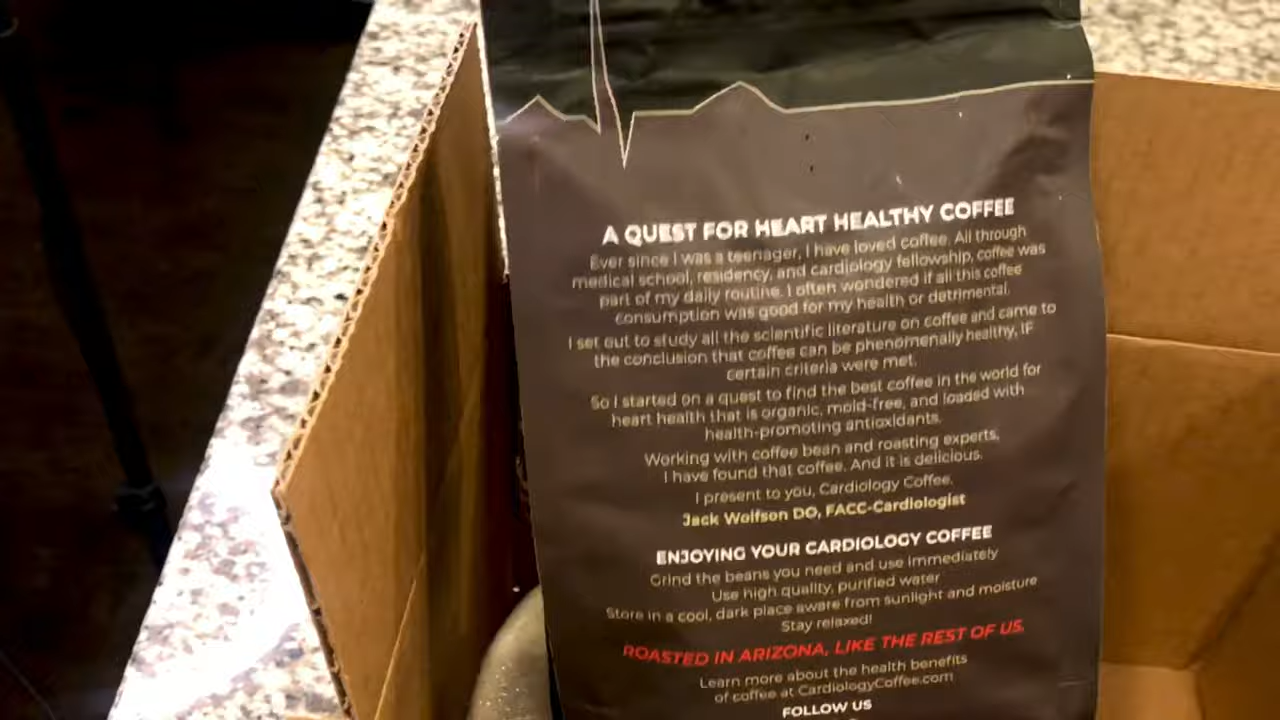 A QUEST FOR HEART HEALTHY COFFEE
Ever since I was a teenager, I have loved coffee. All through
medical school, residency, and cardiology fellowship, coffee was
part of my daily routine. I often wondered if all this coffee
consumption was good for my health or detrimental.
I set out to study all the scientific literature on coffee and came to
the conclusion that coffee can be phenomenally healthy, IF
certain criteria were met.
So I started on a quest to find the best coffee in the world for
heart health that is organic, mold-free, and loaded with
health-promoting antioxidants.
Working with coffee bean and roasting experts,
I have found that coffee. And it is delicious.
I present to you, Cardiology Coffee.
Jack Wolfson DO, FACC-Cardiologist
ENJOYING YOUR CARDIOLOGY COFFEE
Grind the beans you need and use immediately
Use high quality, purified water
Store in a cool, dark place aware from sunlight and moisture
Stay relaxed!
ROASTED IN ARIZONA, LIKE THE REST OF US.
Learn more about the health benefits
of coffee at CardiologyCoffee.com
FOLLOW US